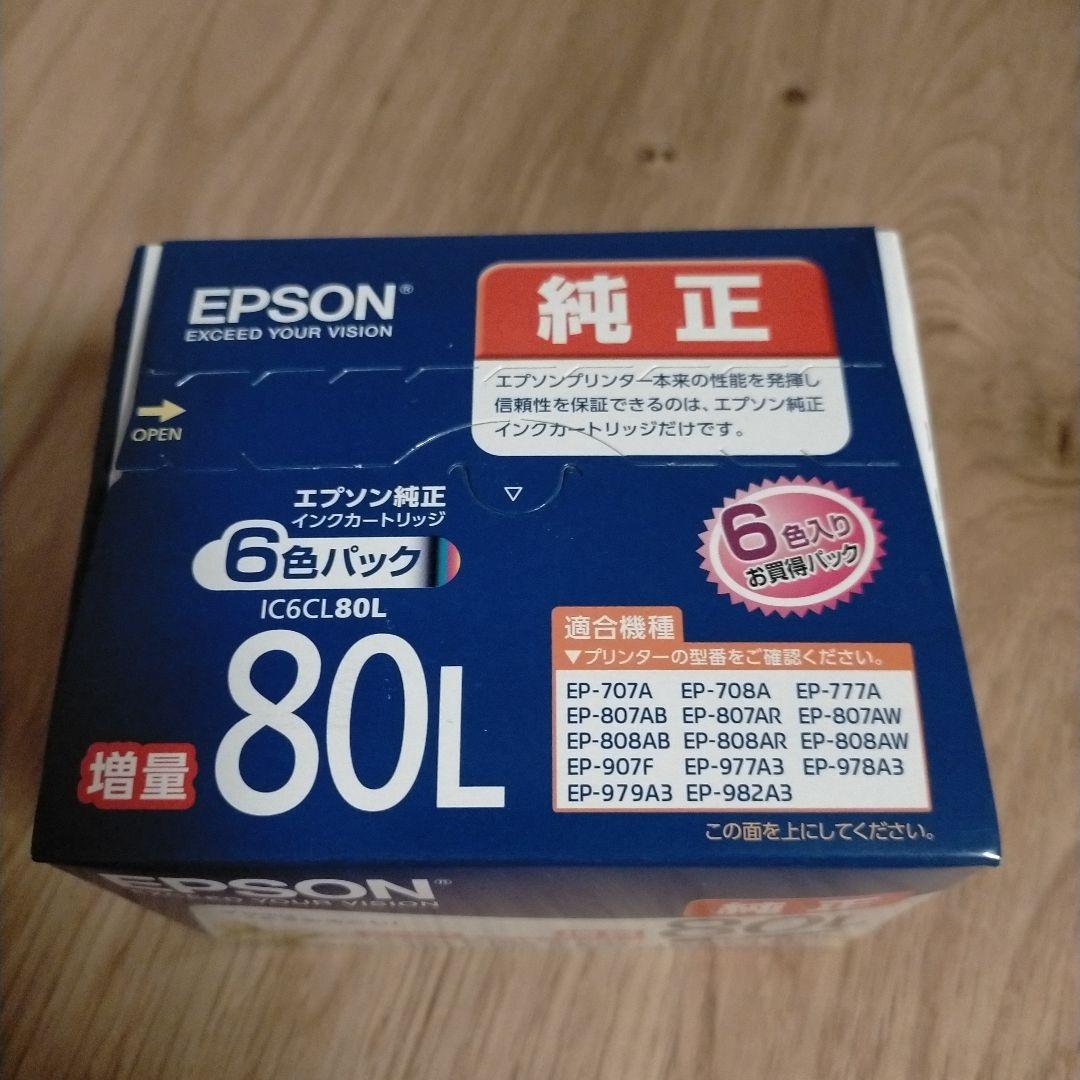 EPSON®
EXCEED YOUR VISION
純正
エプソンプリンター本来の性能を発揮し
信頼性を保証できるのは、エプソン純正
インクカートリッジだけです。
OPEN
エプソン純正
インクカートリッジ
6色パック
IC6CL80L
増量
80L
6色入り
お買得パック
適合機種
▼プリンターの型番をご確認ください。
EP-707A EP-708A EP-777A
EP-807AB EP-807AR EP-807AW
EP-808AB EP-808AR EP-808AW
EP-907F EP-977A3 EP-978A3
EP-979A3 EP-982A3
この面を上にしてください。
EPSON®
EXCEED YOUR VISION
純正
80L